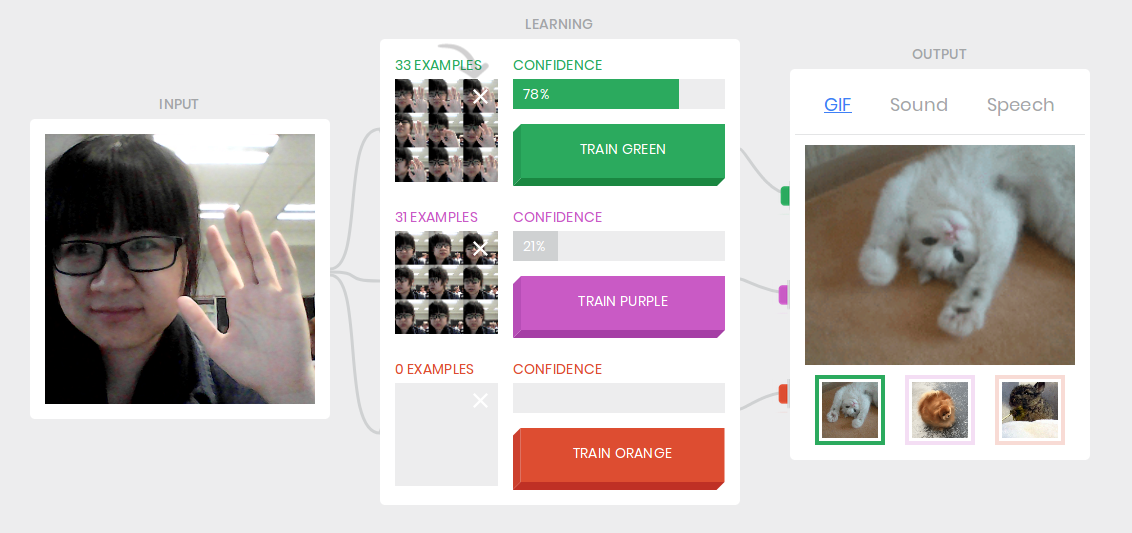 INPUT
LEARNING
33 EXAMPLES
CONFIDENCE
78%
TRAIN GREEN
31 EXAMPLES
CONFIDENCE
21%
TRAIN PURPLE
0 EXAMPLES
CONFIDENCE
TRAIN ORANGE
OUTPUT
GIF Sound Speech